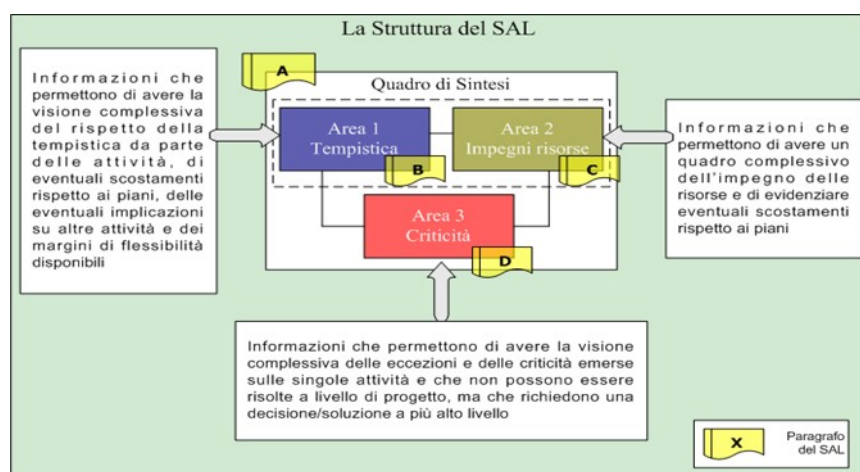 La Struttura del SAL
A
Quadro di Sintesi
Informazioni che
permettono di avere la
visione complessiva
del rispetto della
tempistica da parte
delle attività, di
eventuali scostamenti
rispetto ai piani, delle
eventuali implicazioni
su altre attività e dei
margini di flessibilità
disponibili
Area 1
Tempistica
B
Area 2
Impegni risorse
C
Informazioni che
permettono di avere un
quadro complessivo
dell'impegno delle
risorse e di evidenziare
eventuali scostamenti
rispetto ai piani
Area 3
Criticità
D
Informazioni che permettono di avere la visione
complessiva delle eccezioni e delle criticità emerse
sulle singole attività e che non possono essere
risolte a livello di progetto, ma che richiedono una
decisione/soluzione a più alto livello
X
Paragrafo
del SAL